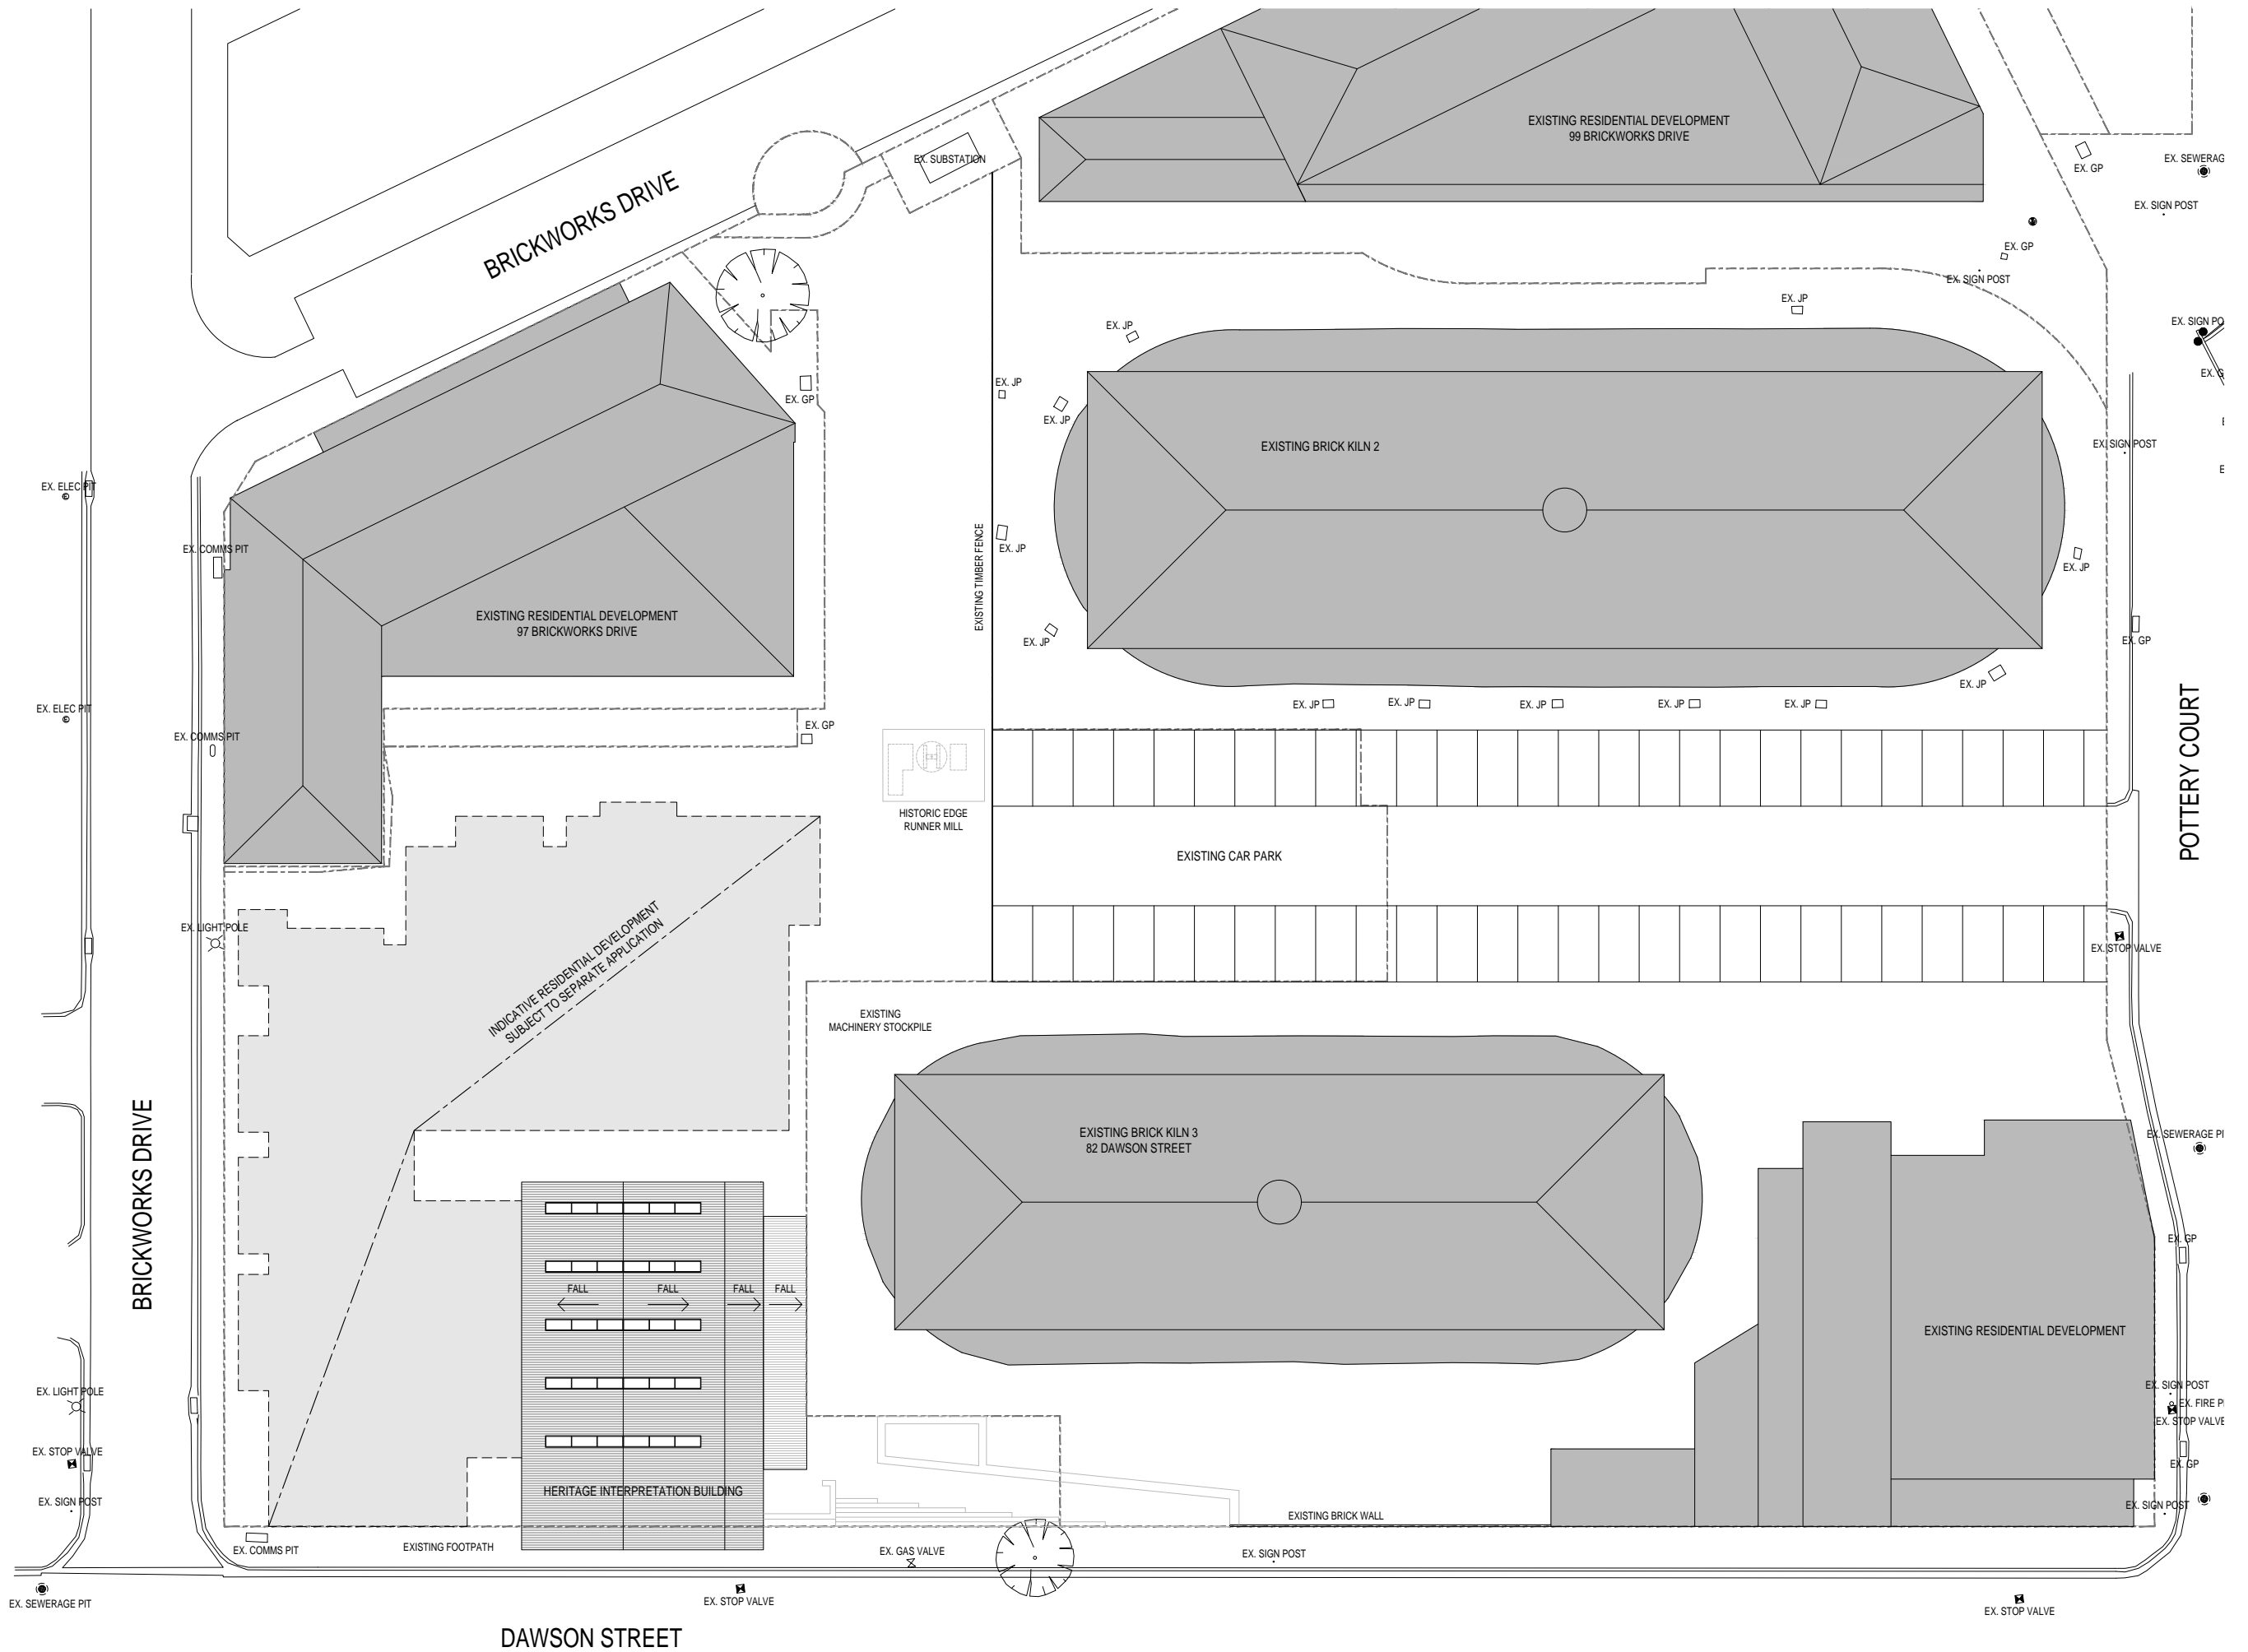 EXISTING RESIDENTIAL DEVELOPMENT
99 BRICKWORKS DRIVE
EX. SUBSTATION
BRICKWORKS DRIVE
EX. GP
EX. SEWERAG
EX. SIGN POST
EX. GP
EX. SIGN POST
EX. JP
EX. JP
EX. SIGN PO
EX. G
EX. JP
EX. GP
EX. JP
EXISTING BRICK KILN 2
EX. SIGN POST
EX. ELEC PIT
EX. COMMS PIT
EXISTING TIMBER FENCE
EX. JP
EX. JP
EXISTING RESIDENTIAL DEVELOPMENT
97 BRICKWORKS DRIVE
EX. JP
EX. GP
EX. JP
EX. ELEC PIT
EX. JP
EX. JP
EX. JP
EX. JP
EX. JP
EX. GP
EX. COMMS PIT
POTTERY COURT
HISTORIC EDGE
RUNNER MILL
EXISTING CAR PARK
EX. LIGHT POLE
INDICATIVE RESIDENTIAL DEVELOPMENT
SUBJECT TO SEPARATE APPLICATION
EX. STOP VALVE
EXISTING
MACHINERY STOCKPILE
BRICKWORKS DRIVE
EXISTING BRICK KILN 3
82 DAWSON STREET
EX. SEWERAGE PI
EX. GP
FALL
FALL
FALL
FALL
EXISTING RESIDENTIAL DEVELOPMENT
EX. LIGHT POLE
EX. SIGN POST
EX. FIRE P
EX. STOP VALVE
EX. STOP VALVE
EX. GP
HERITAGE INTERPRETATION BUILDING
EX. SIGN POST
EX. SIGN POST
EXISTING BRICK WALL
EX. COMMS PIT
EXISTING FOOTPATH
EX. GAS VALVE
EX. SIGN POST
EX. SEWERAGE PIT
EX. STOP VALVE
EX. STOP VALVE
DAWSON STREET